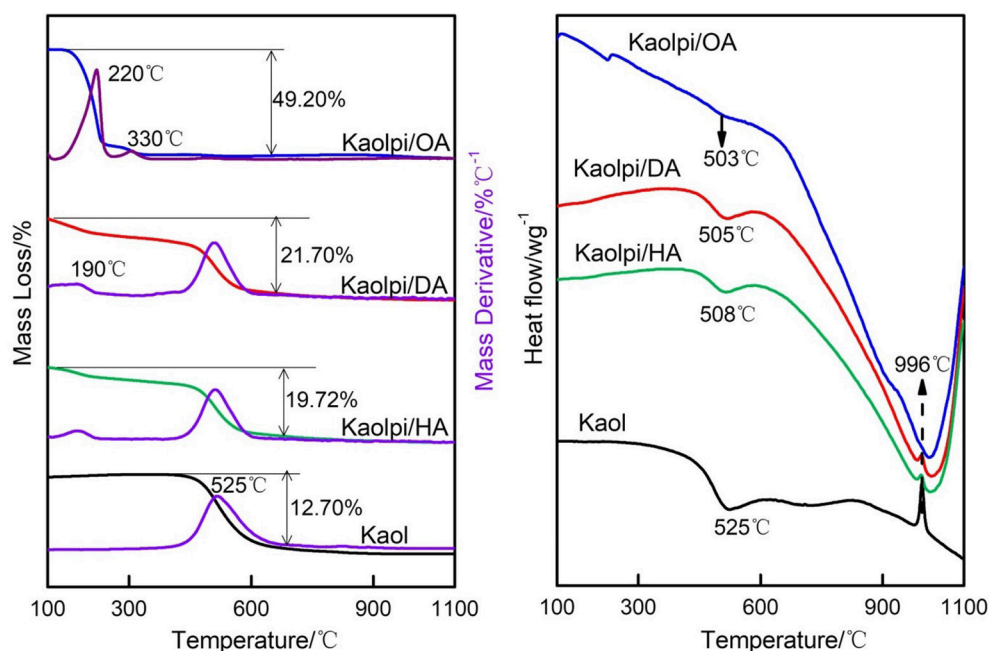 220℃
49.20%
330℃
Kaolpi/OA
21.70%
190℃
Kaolpi/DA
19.72%
Kaolpi/HA
525℃
12.70%
Kaol
Mass Loss/%
Mass Derivative/%℃-1
100 300 600 900 1100
Temperature/℃
Kaolpi/OA
503℃
Kaolpi/DA
505℃
Kaolpi/HA
508℃
996℃
Kaol
525℃
Heat flow/wg-1
100 300 600 900 1100
Temperature/℃